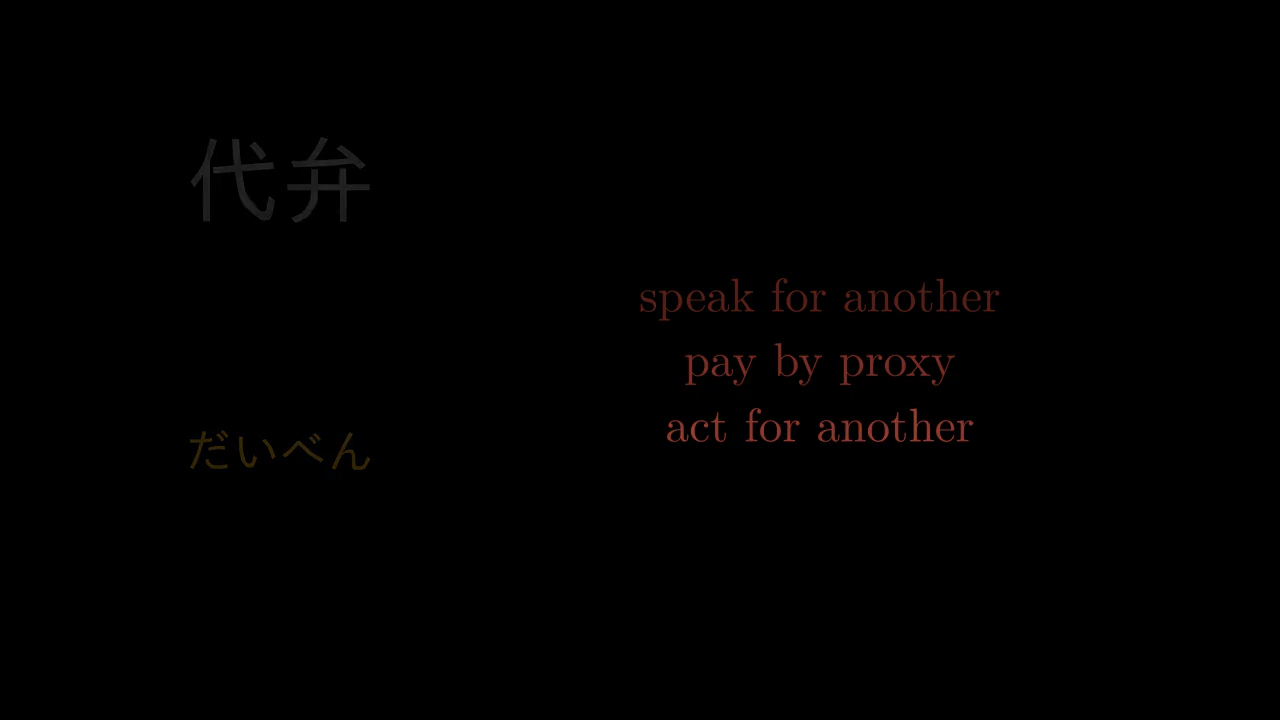 代弁
だいべん
speak for another
pay by proxy
act for another